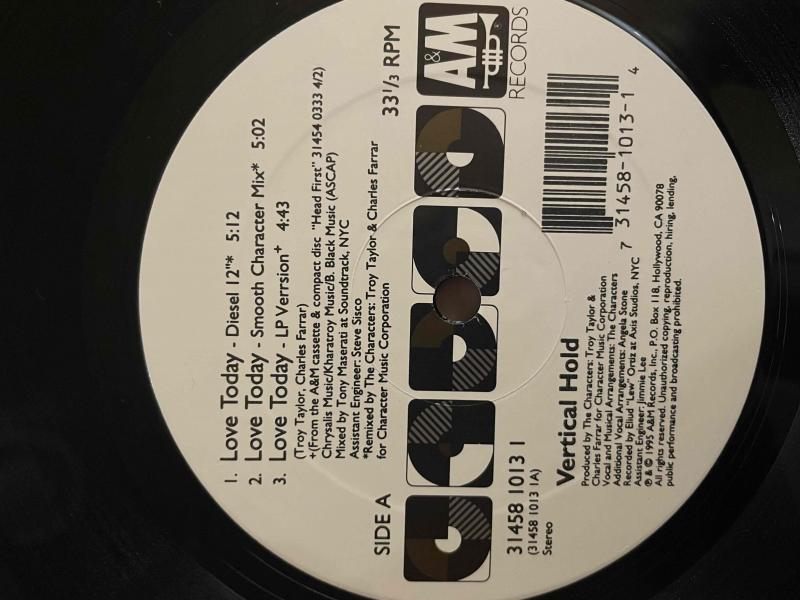 1. Love Today - Diesel 12"* 5:12
2. Love Today - Smooth Character Mix* 5:02
3. Love Today - LP Verrsion+ 4:43
(Troy Taylor, Charles Farrar)
+(From the A&M cassette & compact disc "Head First" 31454 0333 4/2)
Chrysalis Music/Kharatroy Music/B. Black Music (ASCAP)
Mixed by Tony Maserati at Soundtrack, NYC
Assistant Engineer: Steve Sisco
*Remixed by The Characters: Troy Taylor & Charles Farrar
for Character Music Corporation
SIDE A
33 1/3 RPM
A&M
RECORDS
31458 1013 1
(31458 1013 1A)
Stereo
Vertical Hold
Produced by The Characters: Troy Taylor &
Charles Farrar for Character Music Corporation
Vocal and Musical Arrangements: The Characters
Additional Vocal Arrangements: Angela Stone
Recorded by Eliud "Lew" Ortiz at Axis Studios, NYC
Assistant Engineer: Jimmie Lee
℗ & © 1995 A&M Records, Inc., P.O. Box 118, Hollywood, CA 90078
All rights reserved. Unauthorized copying, reproduction, hiring, lending,
public performance and broadcasting prohibited.
7 31458-1013-1 4